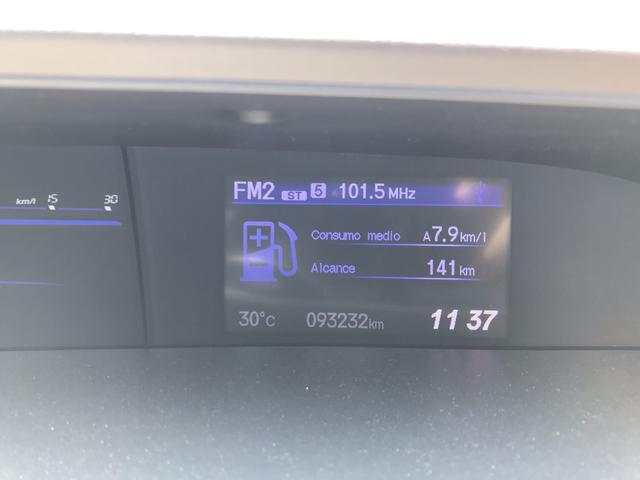 km/l 15 30
FM2 ST 5 101.5 MHz
Consumo medio A7.9 km/l
Alcance 141 km
30°C 093232 km 11 37